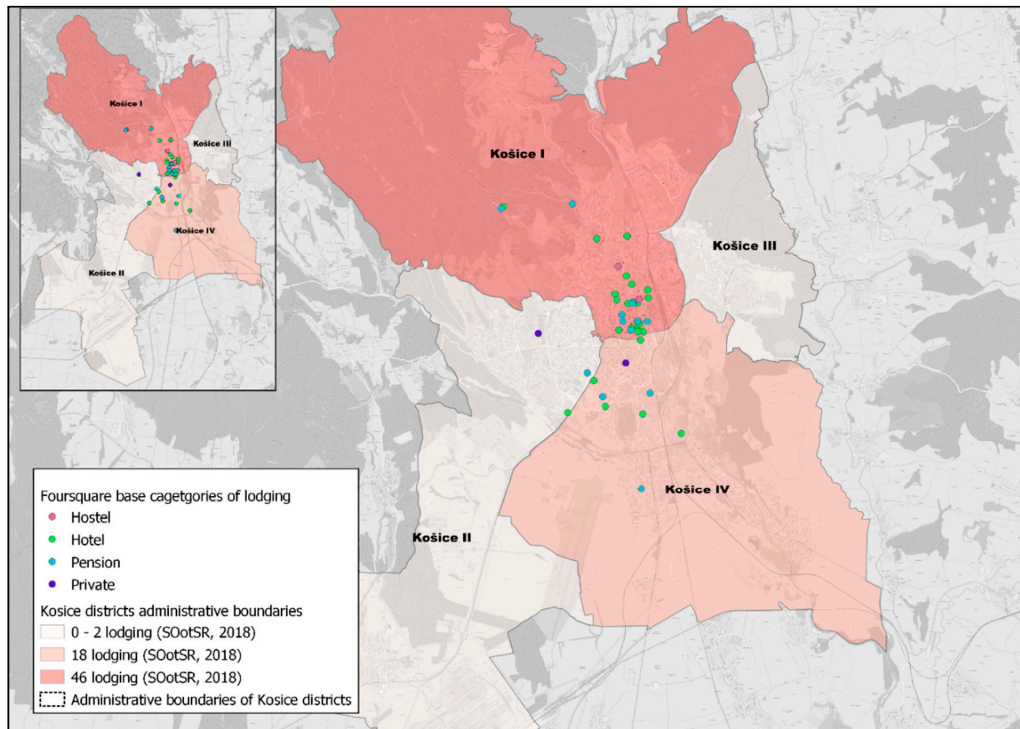 Košice I
Košice III
Košice IV
Košice II
Košice I
Košice III
Košice IV
Košice II
Foursquare base cagetgories of lodging
Hostel
Hotel
Pension
Private
Kosice districts administrative boundaries
0 - 2 lodging (SOotSR, 2018)
18 lodging (SOotSR, 2018)
46 lodging (SOotSR, 2018)
Administrative boundaries of Kosice districts